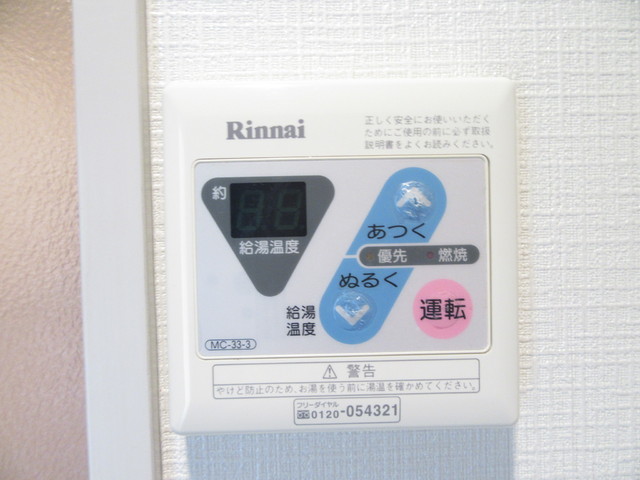 Rinnai
正しく安全にお使いいただく
ためにご使用の前に必ず取扱
説明書をよくお読みください。
約
給湯温度
あつく
優先 燃焼
ぬるく
給湯
温度
運転
MC-33-3
⚠ 警告
やけど防止のため、お湯を使う前に湯温を確かめてください。
フリーダイヤル
0120-054321